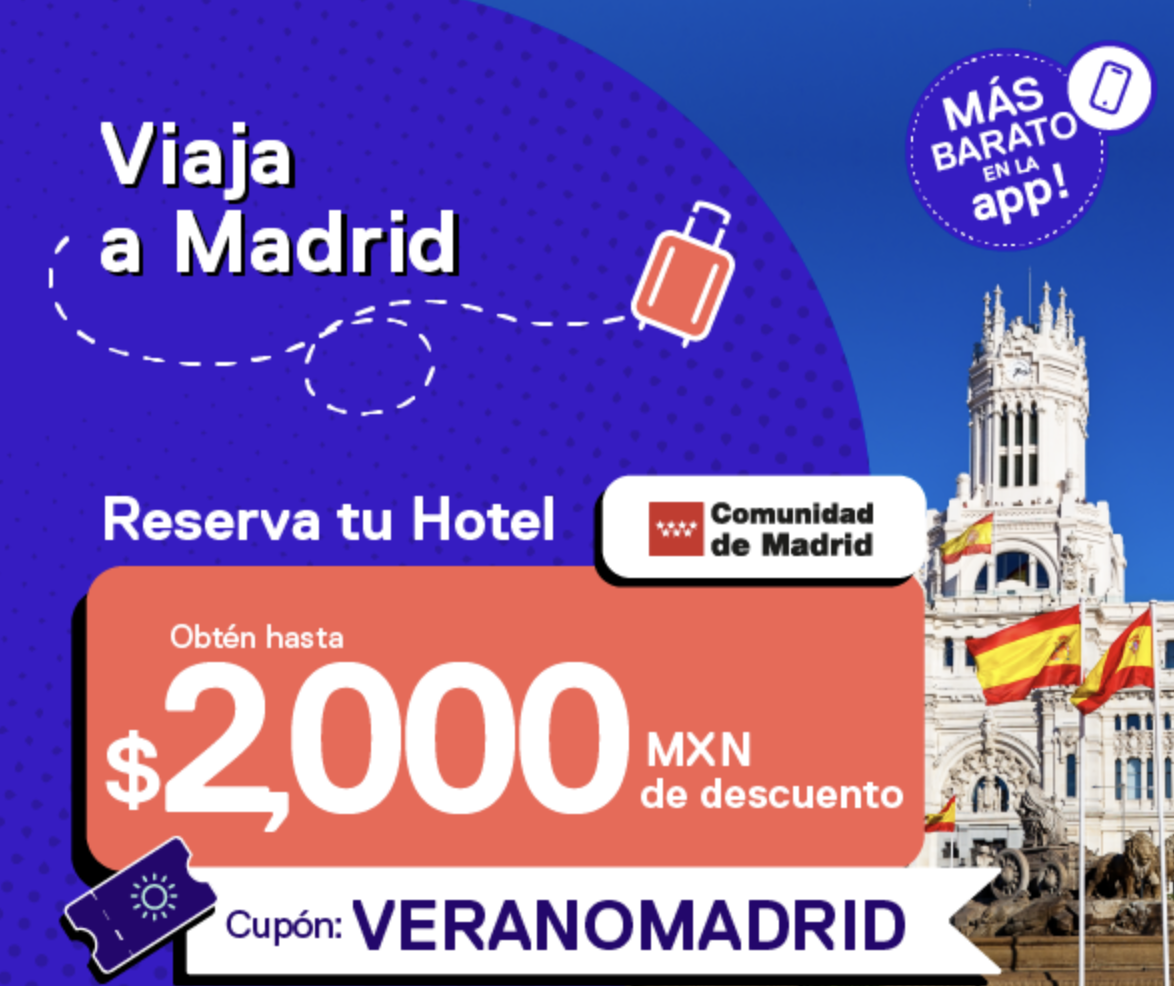 Viaja
a Madrid
MÁS
BARATO
EN LA
app!
Reserva tu Hotel
Comunidad
de Madrid
Obtén hasta
$2,000
MXN
de descuento
Cupón: VERANOMADRID